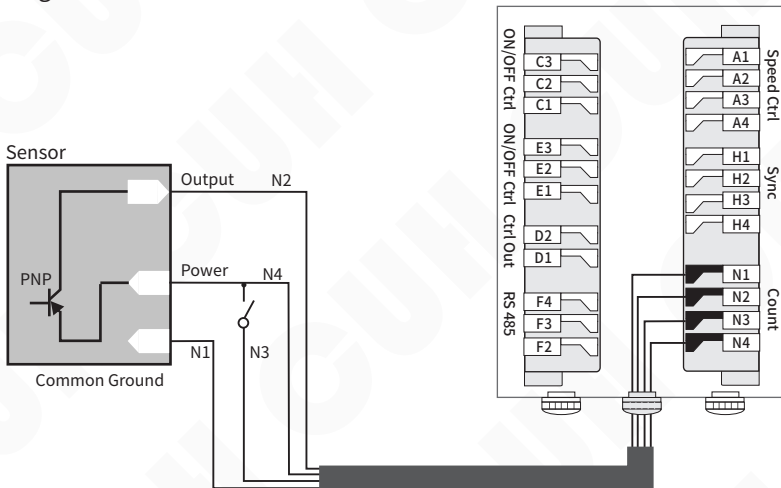 Sensor
Output
N2
PNP
Power
N4
N1
N3
Common Ground
ON/OFF Ctrl
C3
C2
C1
ON/OFF Ctrl
E3
E2
E1
Ctrl Out
D2
D1
RS 485
F4
F3
F2
Speed Ctrl
A1
A2
A3
A4
Sync
H1
H2
H3
H4
Count
N1
N2
N3
N4
CUH